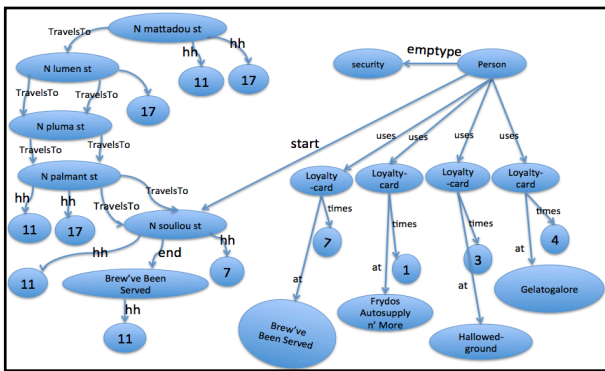 N mattadou st
TravelsTo
hh
hh
11
17
N lumen st
TravelsTo
TravelsTo
17
N pluma st
TravelsTo
TravelsTo
N palmant st
hh
hh
TravelsTo
TravelsTo
11
17
N souliou st
hh
end
hh
11
7
Brew've Been
Served
hh
11
emptype
security
Person
start
uses
uses
uses
uses
Loyalty
-card
Loyalty-
card
Loyalty
-card
Loyalty-
card
times
times
times
times
7
1
3
4
at
at
at
at
Brew've
Been Served
Frydos
Autosupply
n' More
Hallowed-
ground
Gelatogalore